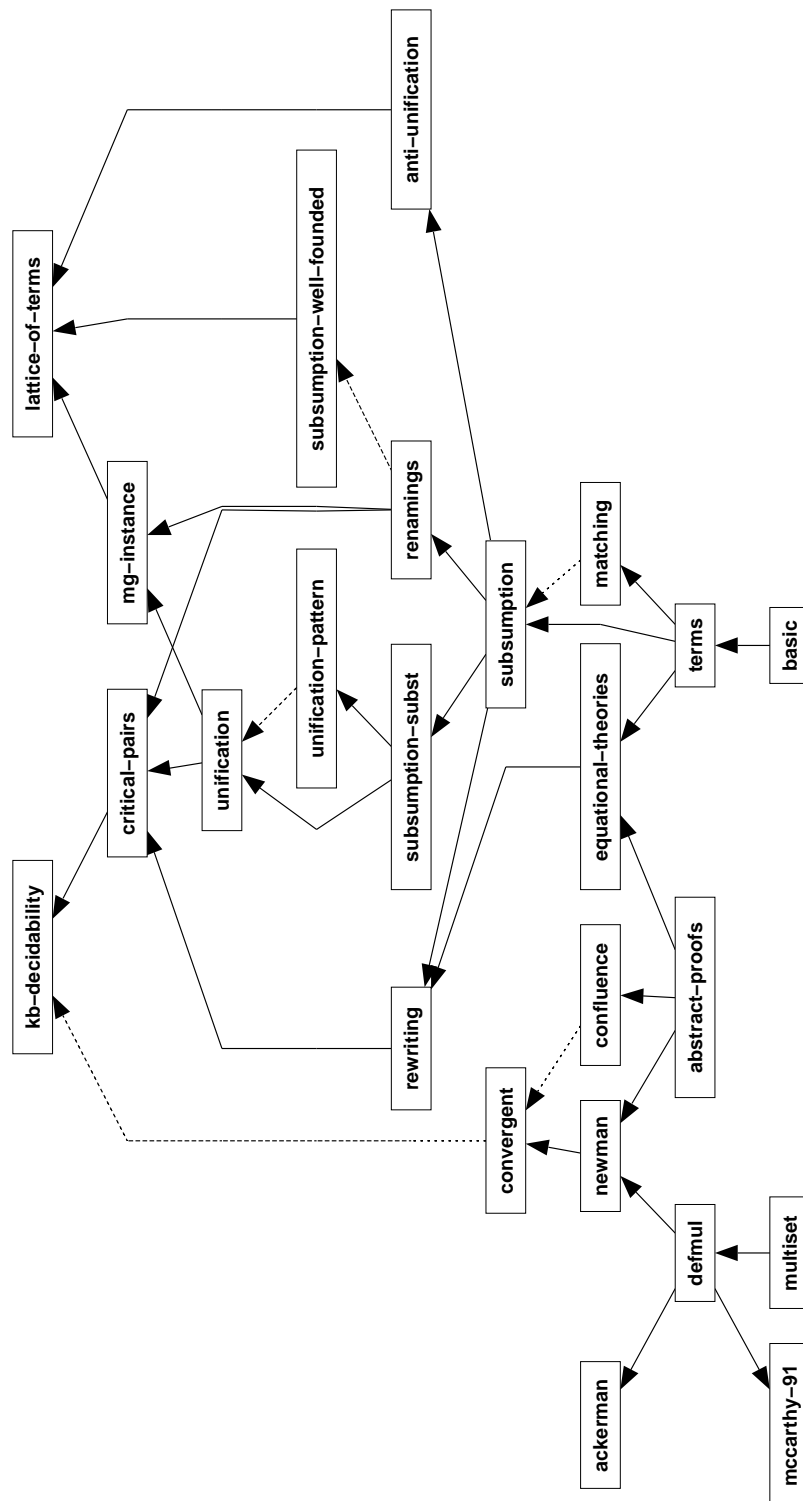 lattice–of–terms
kb–decidability
mg–instance
critical–pairs
unification
subsumption–well–founded
unification–pattern
anti–unification
renamings
subsumption–subst
rewriting
subsumption
convergent
matching
equational–theories
confluence
newman
ackerman
terms
abstract–proofs
defmul
basic
multiset
mccarthy–91